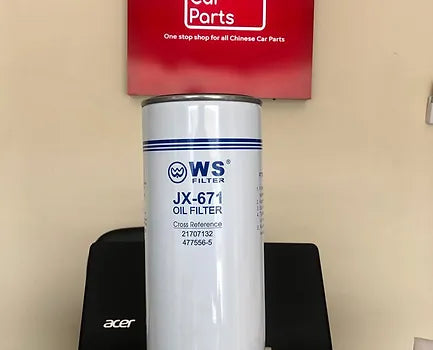 Car
Parts
One stop shop for all Chinese Car Parts
WS®
FILTER
JX-671
OIL FILTER
Cross Reference
21707132
477556-5
acer